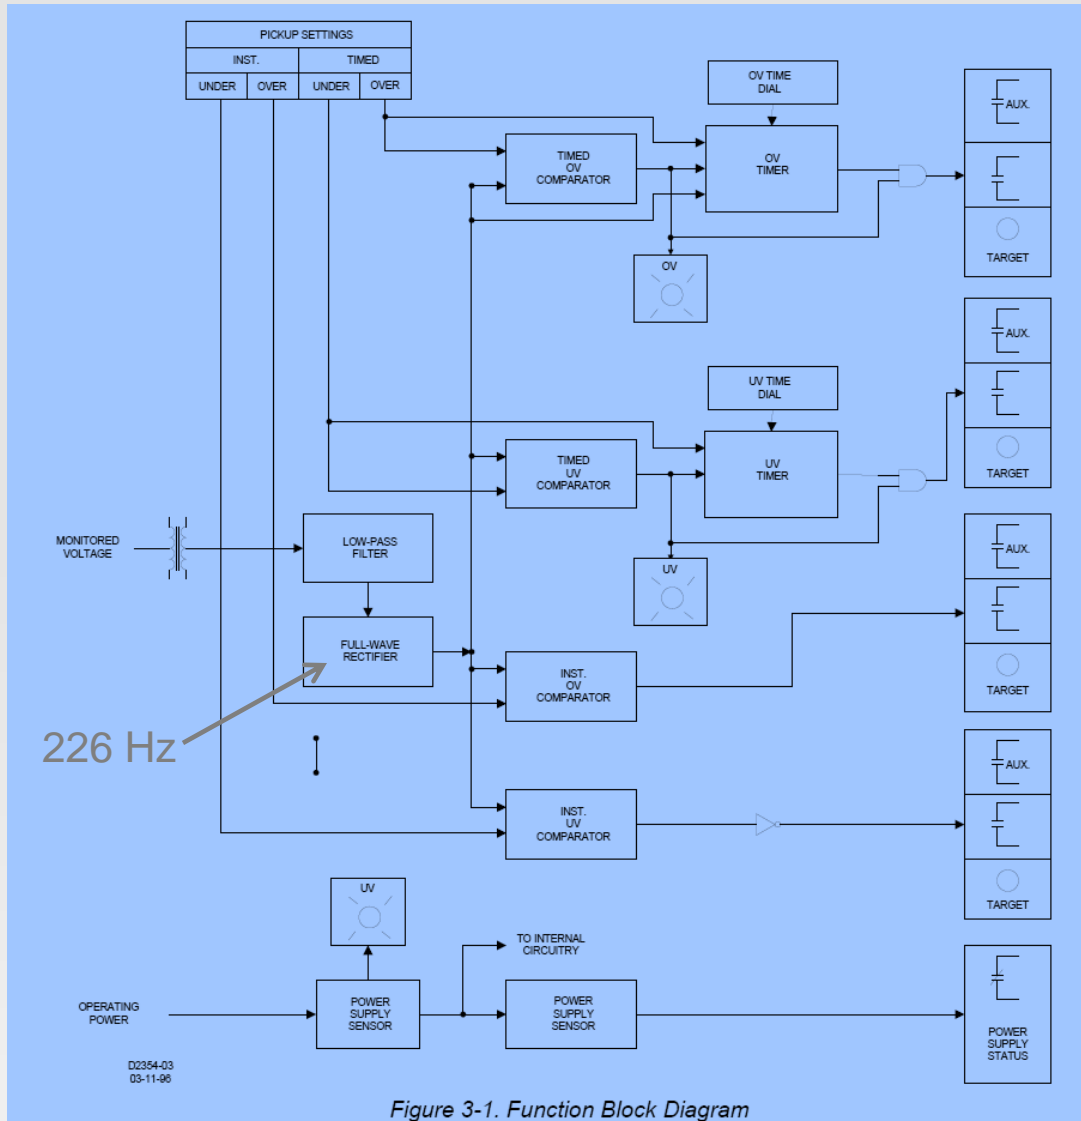 PICKUP SETTINGS
INST.
TIMED
UNDER
OVER
UNDER
OVER
OV TIME
DIAL
AUX.
TIMED
OV
COMPARATOR
OV
TIMER
TARGET
OV
AUX.
UV TIME
DIAL
TIMED
UV
COMPARATOR
UV
TIMER
TARGET
MONITORED
VOLTAGE
LOW-PASS
FILTER
UV
AUX.
FULL-WAVE
RECTIFIER
INST.
OV
COMPARATOR
TARGET
226 Hz
AUX.
INST.
UV
COMPARATOR
TARGET
UV
TO INTERNAL
CIRCUITRY
OPERATING
POWER
POWER
SUPPLY
SENSOR
POWER
SUPPLY
SENSOR
POWER
SUPPLY
STATUS
D2354-03
03-11-96
Figure 3-1. Function Block Diagram